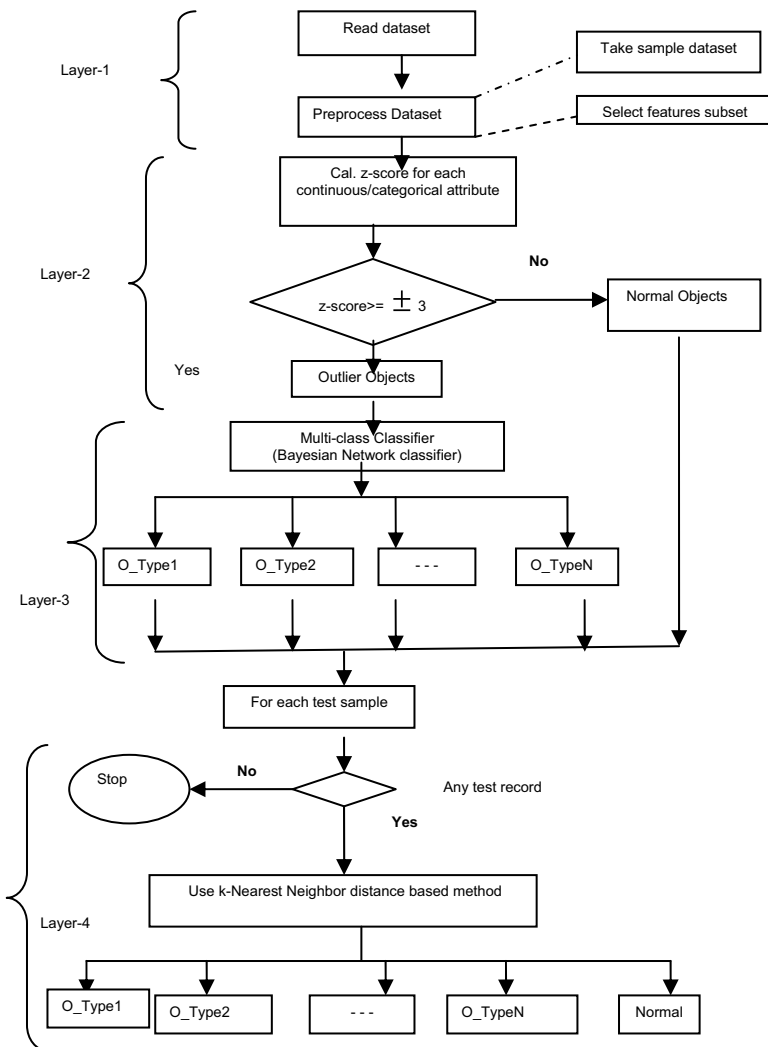 Read dataset
Take sample dataset
Layer-1
Preprocess Dataset
Select features subset
Cal. z-score for each
continuous/categorical attribute
Layer-2
No
z-score>= ± 3
Normal Objects
Yes
Outlier Objects
Multi-class Classifier
(Bayesian Network classifier)
O_Type1
O_Type2
- - -
O_TypeN
Layer-3
For each test sample
Stop
No
Any test record
Yes
Use k-Nearest Neighbor distance based method
Layer-4
O_Type1
O_Type2
- - -
O_TypeN
Normal